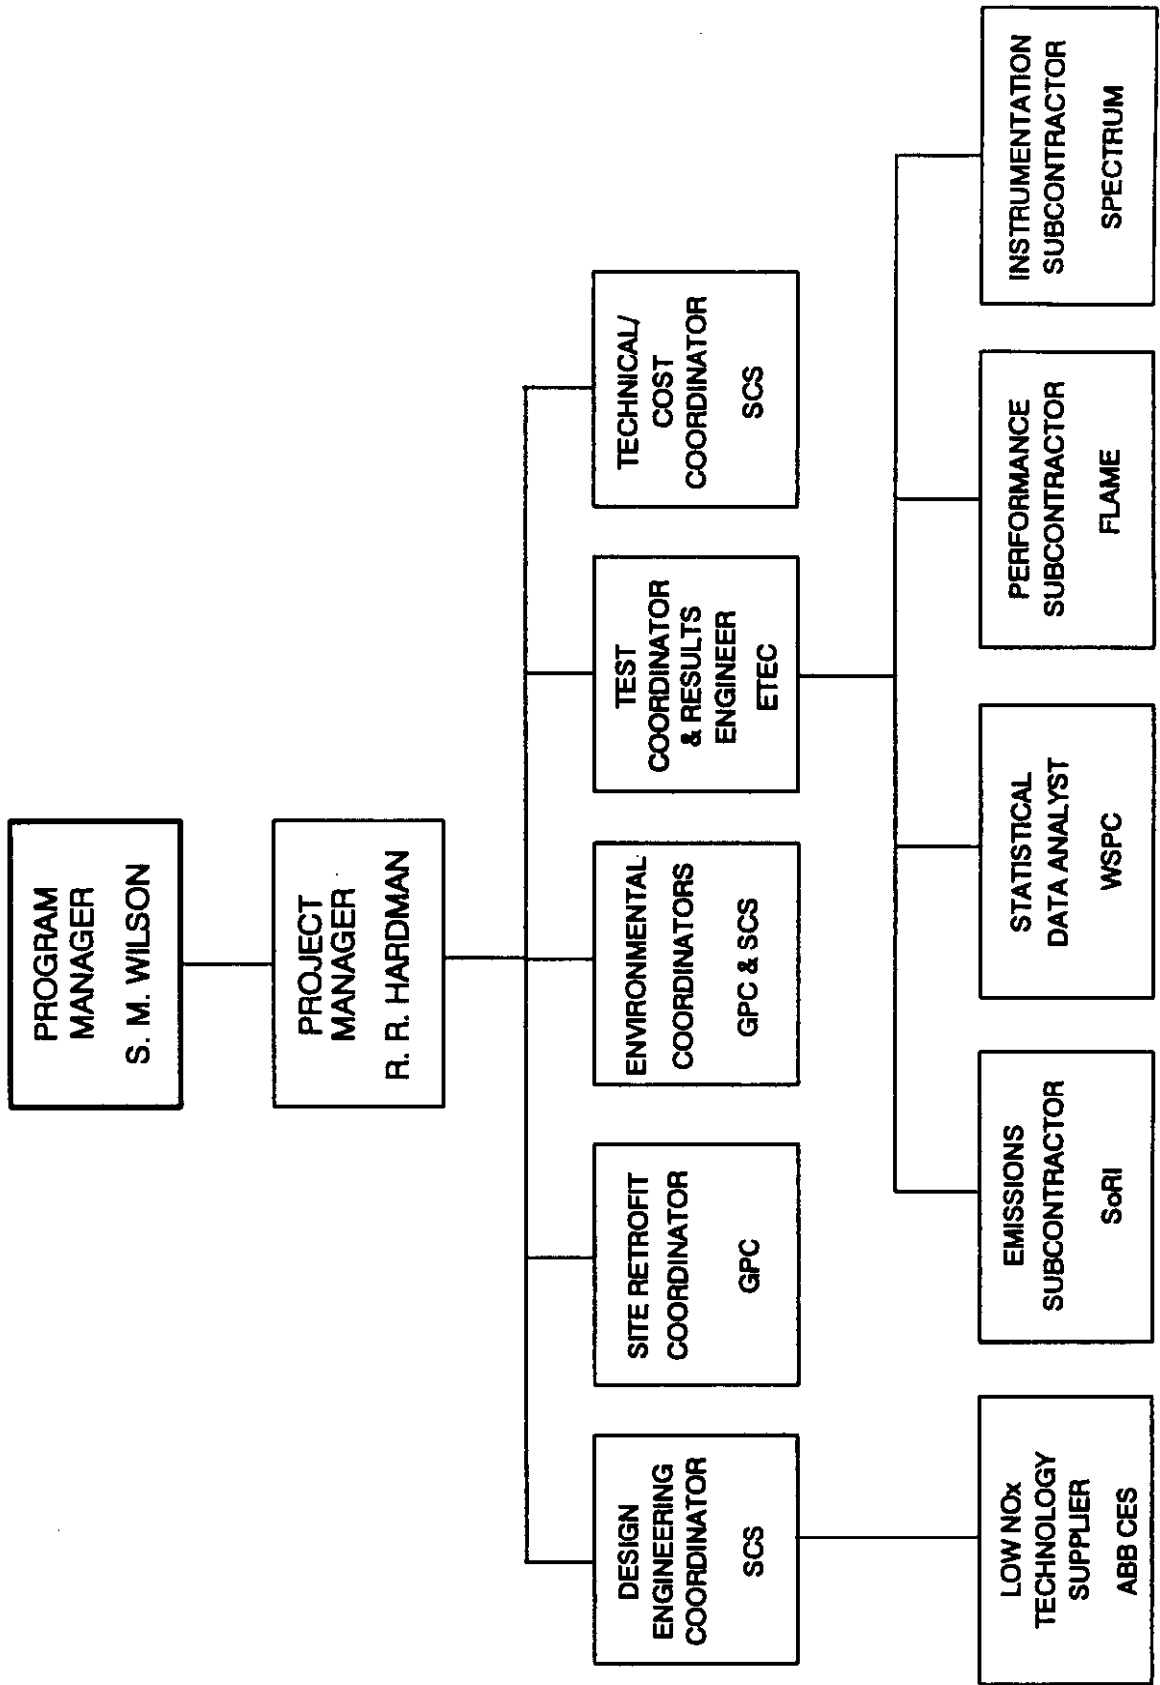 PROGRAM
MANAGER
S. M. WILSON
PROJECT
MANAGER
R. R. HARDMAN
DESIGN
ENGINEERING
COORDINATOR
SCS
SITE RETROFIT
COORDINATOR
GPC
ENVIRONMENTAL
COORDINATORS
GPC & SCS
TEST
COORDINATOR
& RESULTS
ENGINEER
ETEC
TECHNICAL/
COST
COORDINATOR
SCS
LOW NOx
TECHNOLOGY
SUPPLIER
ABB CES
EMISSIONS
SUBCONTRACTOR
SoRI
STATISTICAL
DATA ANALYST
WSPC
PERFORMANCE
SUBCONTRACTOR
FLAME
INSTRUMENTATION
SUBCONTRACTOR
SPECTRUM